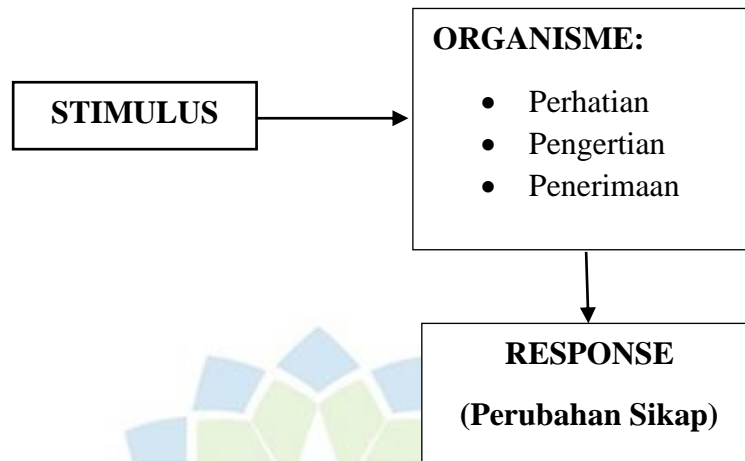 STIMULUS
ORGANISME:
• Perhatian
• Pengertian
• Penerimaan
RESPONSE
(Perubahan Sikap)